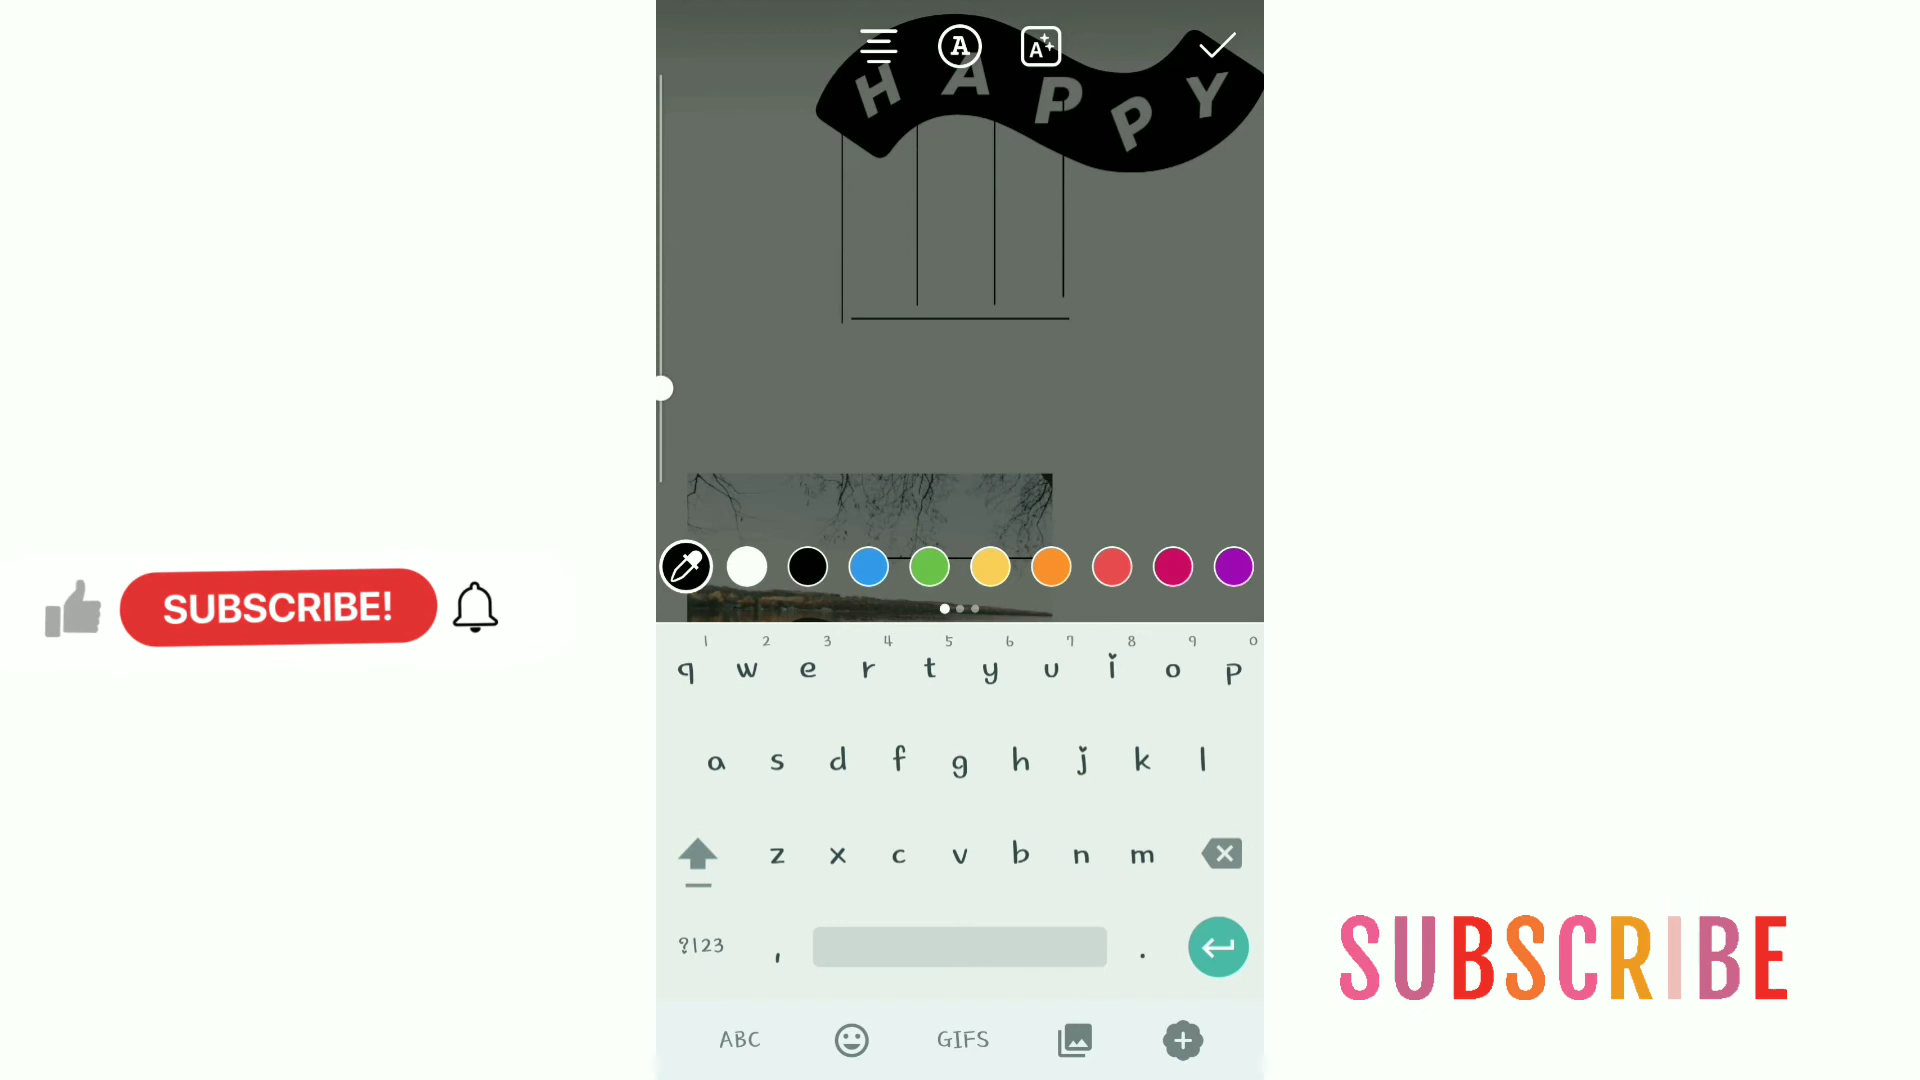 A A
HAPPY
1 2 3 4 5 6 7 8 9 0
q w e r t y u i o p
a s d f g h j k l
z x c v b n m
?123 , .
ABC GIFS
SUBSCRIBE!
SUBSCRIBE